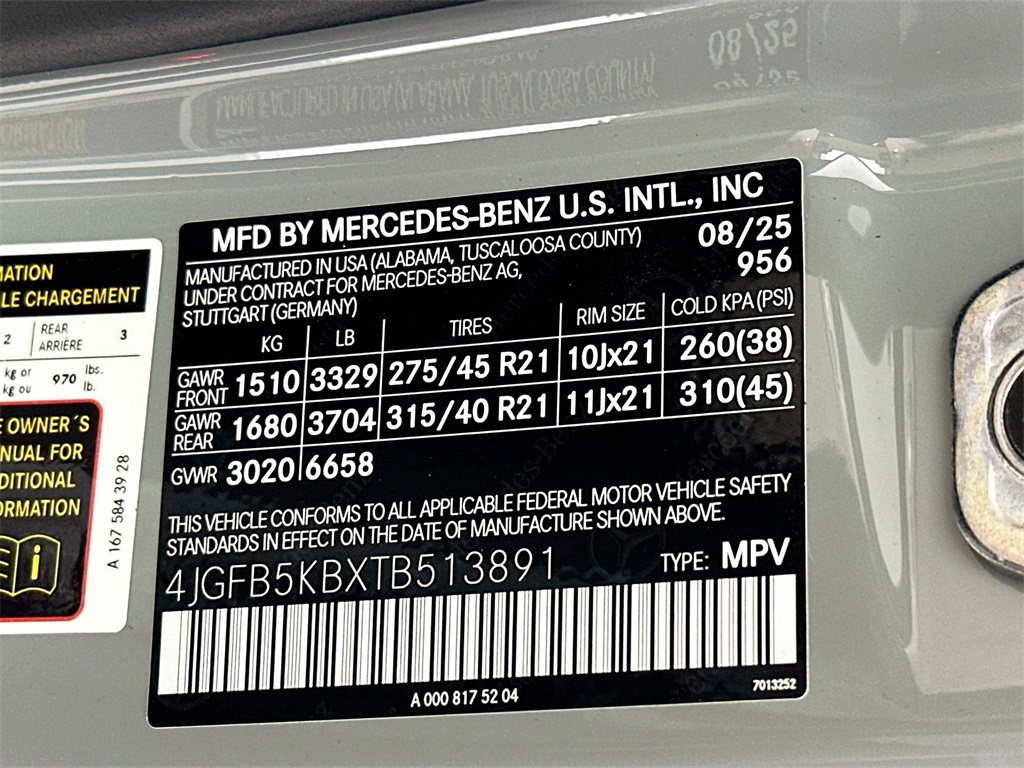 MFD BY MERCEDES-BENZ U.S. INTL., INC
MANUFACTURED IN USA (ALABAMA, TUSCALOOSA COUNTY)
UNDER CONTRACT FOR MERCEDES-BENZ AG,
STUTTGART (GERMANY)
08/25
956
KG LB TIRES RIM SIZE COLD KPA (PSI)
GAWR FRONT 1510 3329 275/45 R21 10Jx21 260(38)
GAWR REAR 1680 3704 315/40 R21 11Jx21 310(45)
GVWR 3020 6658
THIS VEHICLE CONFORMS TO ALL APPLICABLE FEDERAL MOTOR VEHICLE SAFETY
STANDARDS IN EFFECT ON THE DATE OF MANUFACTURE SHOWN ABOVE.
4JGFB5KBXTB513891 TYPE: MPV
A 000 817 52 04
7013252
CHARGEMENT
2 REAR ARRIÈRE 3
kg or
kg ou
970 lbs.
lb.
OWNER´S
FOR
A 167 584 39 28